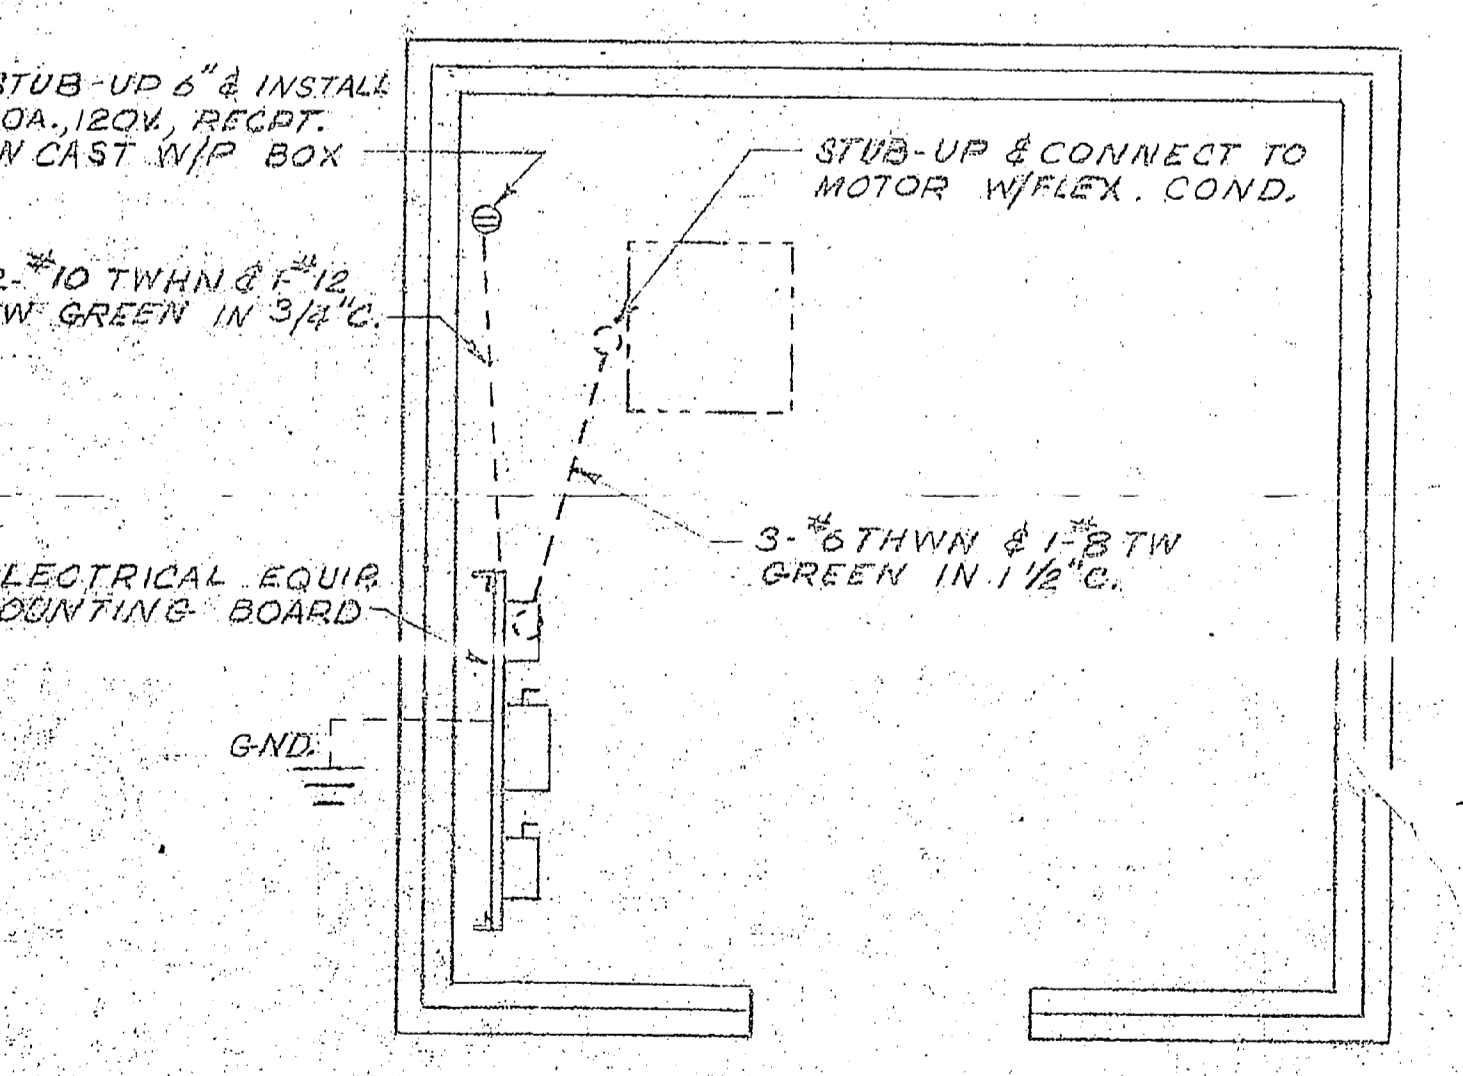 STUB-UP 6" & INSTALL
0A., 120V., RECPT.
N CAST W/P BOX
STUB-UP & CONNECT TO
MOTOR W/FLEX. COND.
2-#10 TWHN & 1-#12
TW GREEN IN 3/4"C.
3-#6 THWN & 1-#8 TW
GREEN IN 1 1/2"C.
LECTRICAL EQUIP.
OUNTING BOARD
GND.